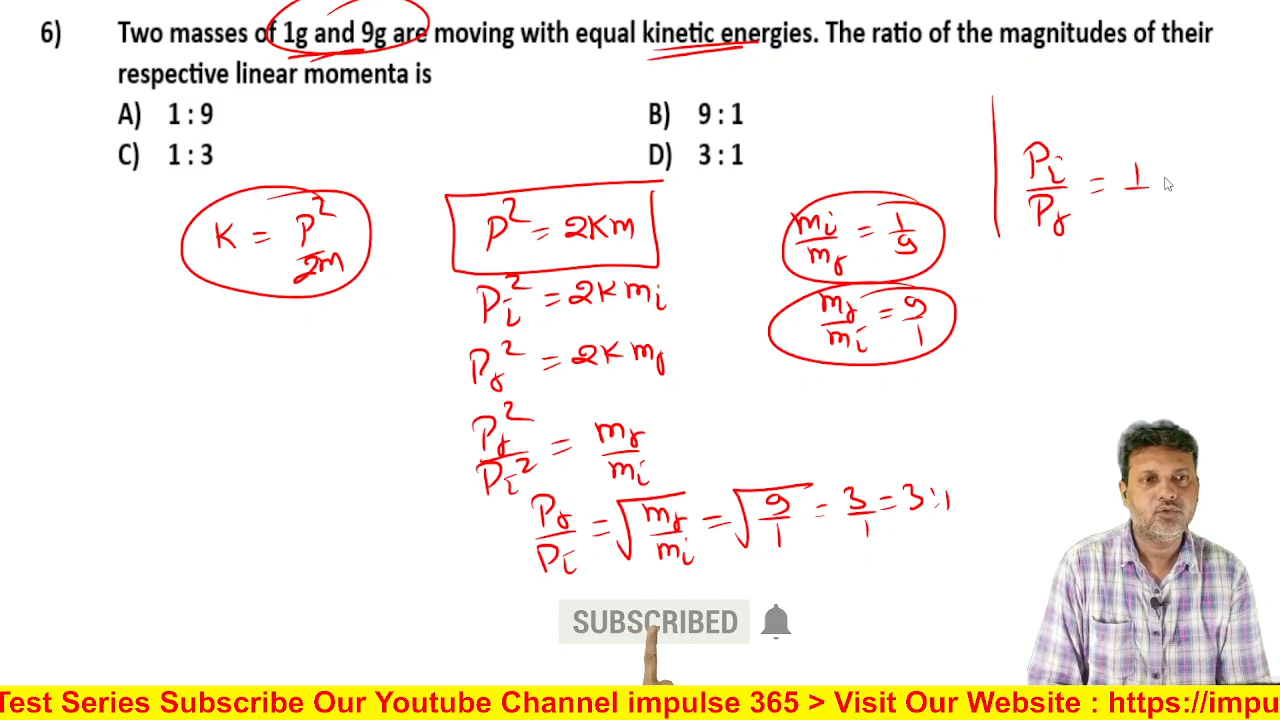 6) Two masses of 1g and 9g are moving with equal kinetic energies. The ratio of the magnitudes of their
respective linear momenta is
A) 1 : 9
B) 9 : 1
C) 1 : 3
D) 3 : 1
K = P²/2m
P² = 2Km
Pi² = 2Kmi
Pr² = 2Kmr
Pr²/Pi² = mr/mi
Pr/Pi = √(mr/mi) = √(9/1) = 3/1 = 3:1
mi/mr = 1/9
mr/mi = 9/1
Pi/Pr = 1
SUBSCRIBED
Test Series Subscribe Our Youtube Channel impulse 365 > Visit Our Website : https://impu